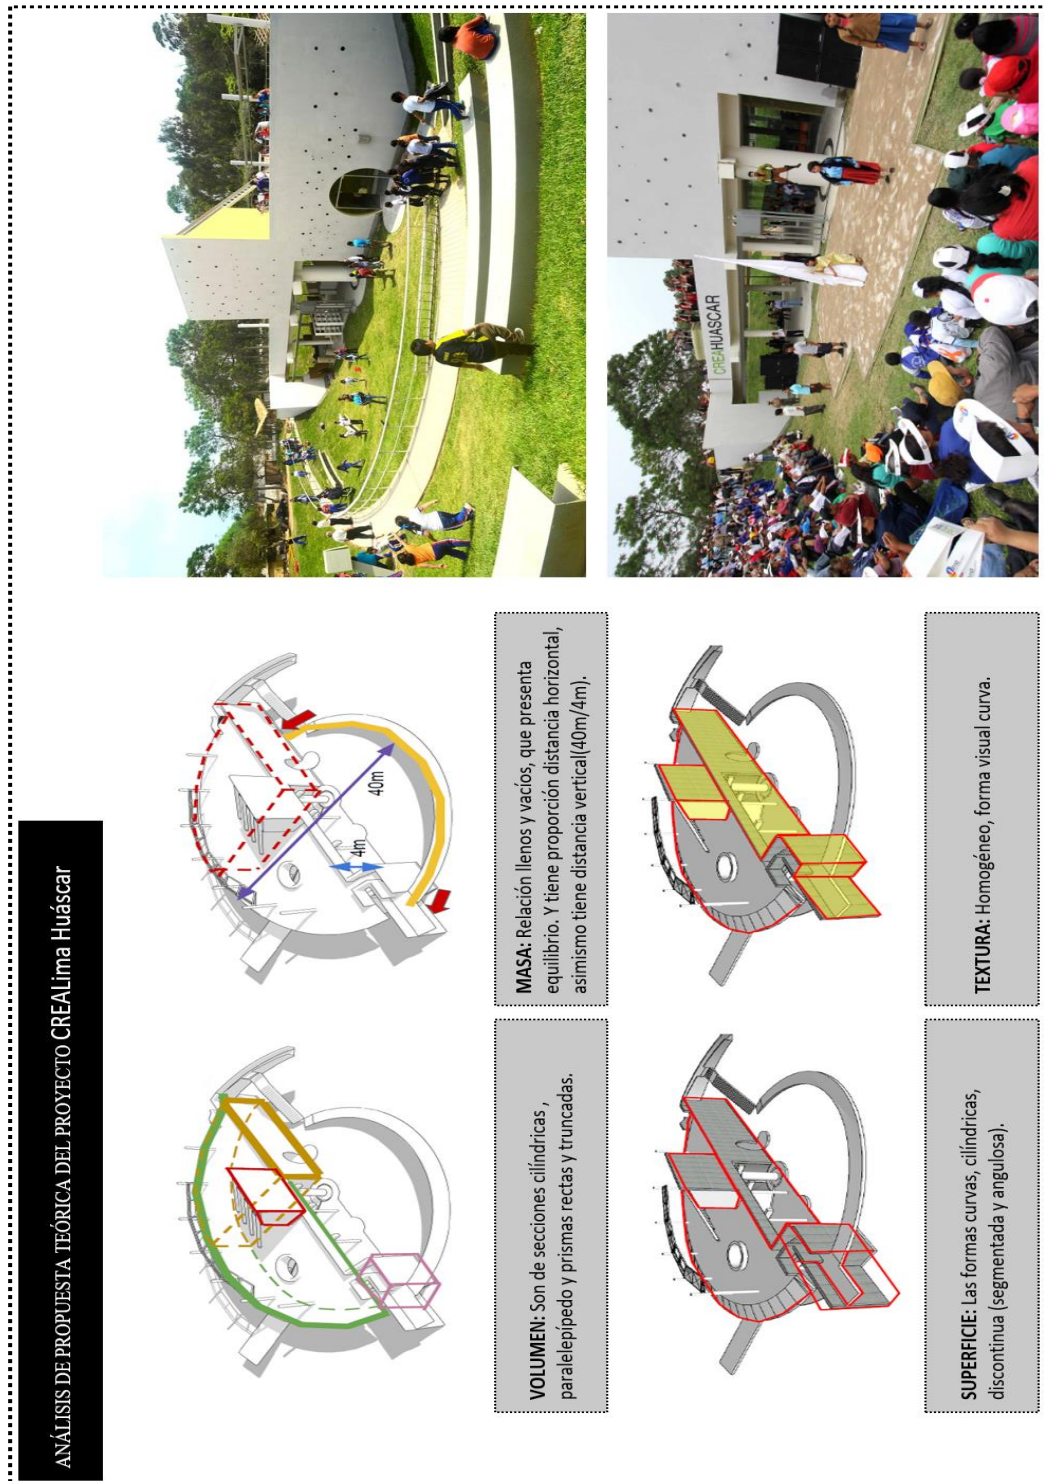 ANÁLISIS DE PROPUESTA TEÓRICA DEL PROYECTO CREALima Huáscar
40m
4m
VOLUMEN: Son de secciones cilíndricas ,
paralelepípedo y prismas rectas y truncadas.
MASA: Relación llenos y vacíos, que presenta
equilibrio. Y tiene proporción distancia horizontal,
asimismo tiene distancia vertical(40m/4m).
CREAHUASCAR
SUPERFICIE: Las formas curvas, cilíndricas,
discontinua (segmentada y angulosa).
TEXTURA: Homogéneo, forma visual curva.